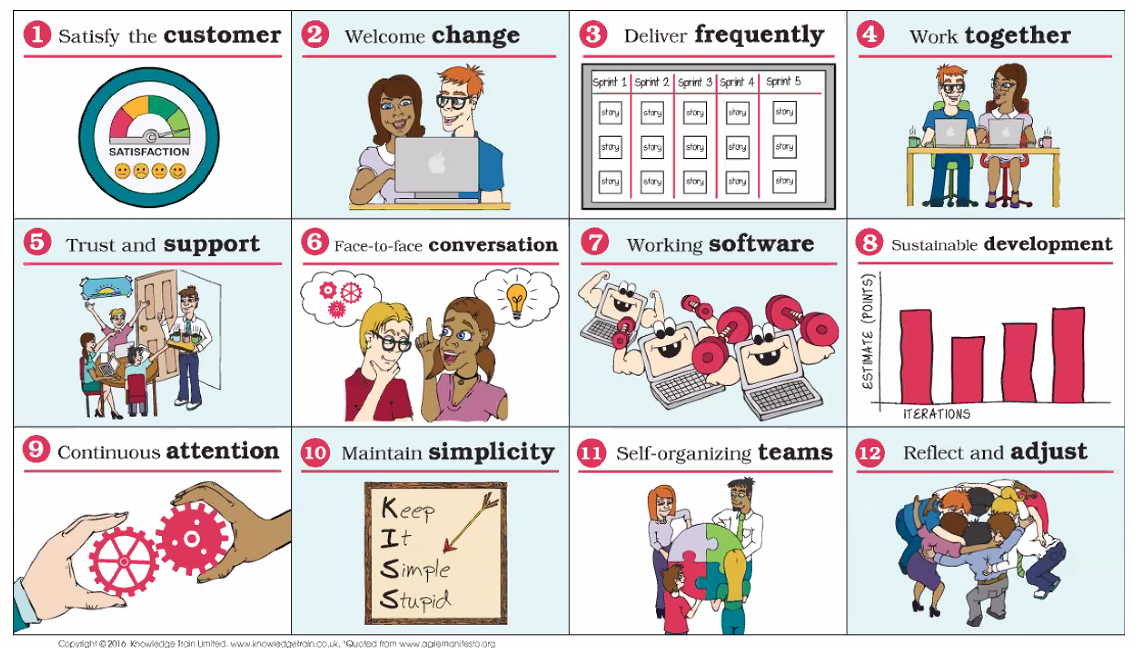 1 Satisfy the customer
SATISFACTION
2 Welcome change
3 Deliver frequently
Sprint 1 Sprint 2 Sprint 3 Sprint 4 Sprint 5
story story story story story
story story story story story
story story story story story
4 Work together
5 Trust and support
6 Face-to-face conversation
7 Working software
8 Sustainable development
ESTIMATE (POINTS)
ITERATIONS
9 Continuous attention
10 Maintain simplicity
Keep
It
Simple
Stupid
11 Self-organizing teams
12 Reflect and adjust
Copyright © 2016 Knowledge Train Limited. www.knowledgetrain.co.uk, *Quoted from www.agilemanifesto.org